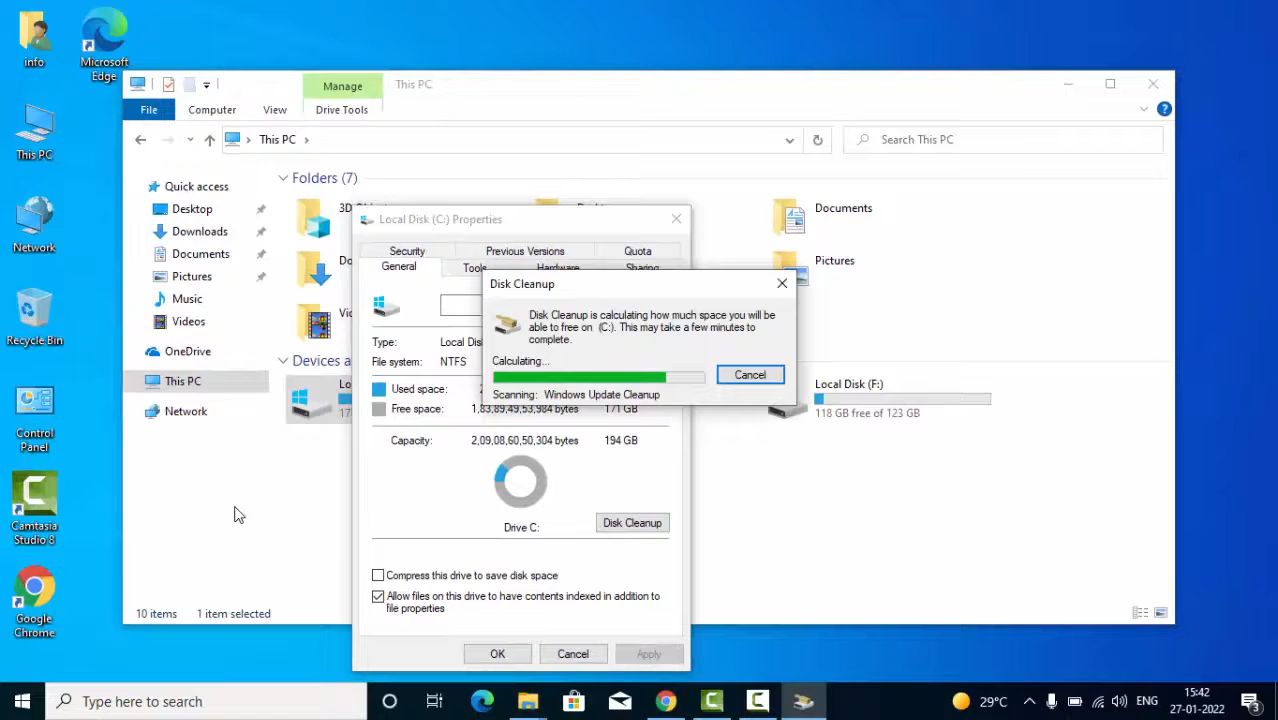 info
Microsoft
Edge
This PC
Network
Recycle Bin
Control
Panel
Camtasia
Studio 8
Google
Chrome
Manage
This PC
File
Computer
View
Drive Tools
This PC
Search This PC
Quick access
Desktop
Downloads
Documents
Pictures
Music
Videos
OneDrive
This PC
Network
Folders (7)
Documents
Pictures
Local Disk (F:)
118 GB free of 123 GB
10 items
1 item selected
Local Disk (C:) Properties
Security
Previous Versions
Quota
General
Tools
Hardware
Sharing
Type:
File system:
NTFS
Used space:
Free space:
1,83,89,49,53,984 bytes
171 GB
Capacity:
2,09,08,60,50,304 bytes
194 GB
Drive C:
Disk Cleanup
Compress this drive to save disk space
Allow files on this drive to have contents indexed in addition to
file properties
OK
Cancel
Apply
Disk Cleanup
Disk Cleanup is calculating how much space you will be
able to free on (C:). This may take a few minutes to
complete.
Calculating...
Cancel
Scanning: Windows Update Cleanup
Type here to search
29°C
ENG
15:42
27-01-2022
3